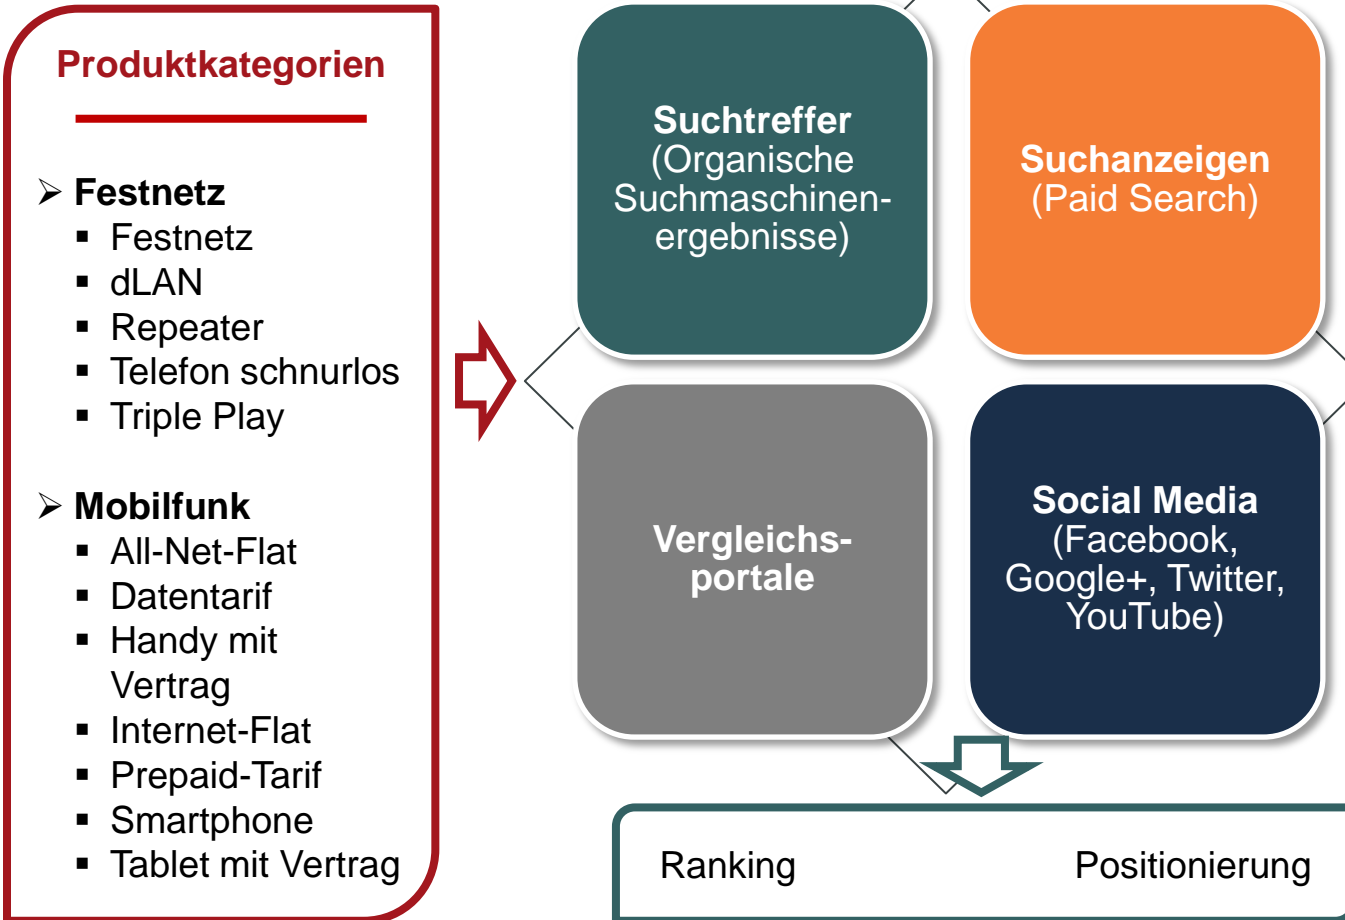 Produktkategorien
Festnetz
Festnetz
dLAN
Repeater
Telefon schnurlos
Triple Play
Mobilfunk
All-Net-Flat
Datentarif
Handy mit
Vertrag
Internet-Flat
Prepaid-Tarif
Smartphone
Tablet mit Vertrag
Suchtreffer
(Organische
Suchmaschinen-
ergebnisse)
Suchanzeigen
(Paid Search)
Vergleichs-
portale
Social Media
(Facebook,
Google+, Twitter,
YouTube)
Ranking
Positionierung